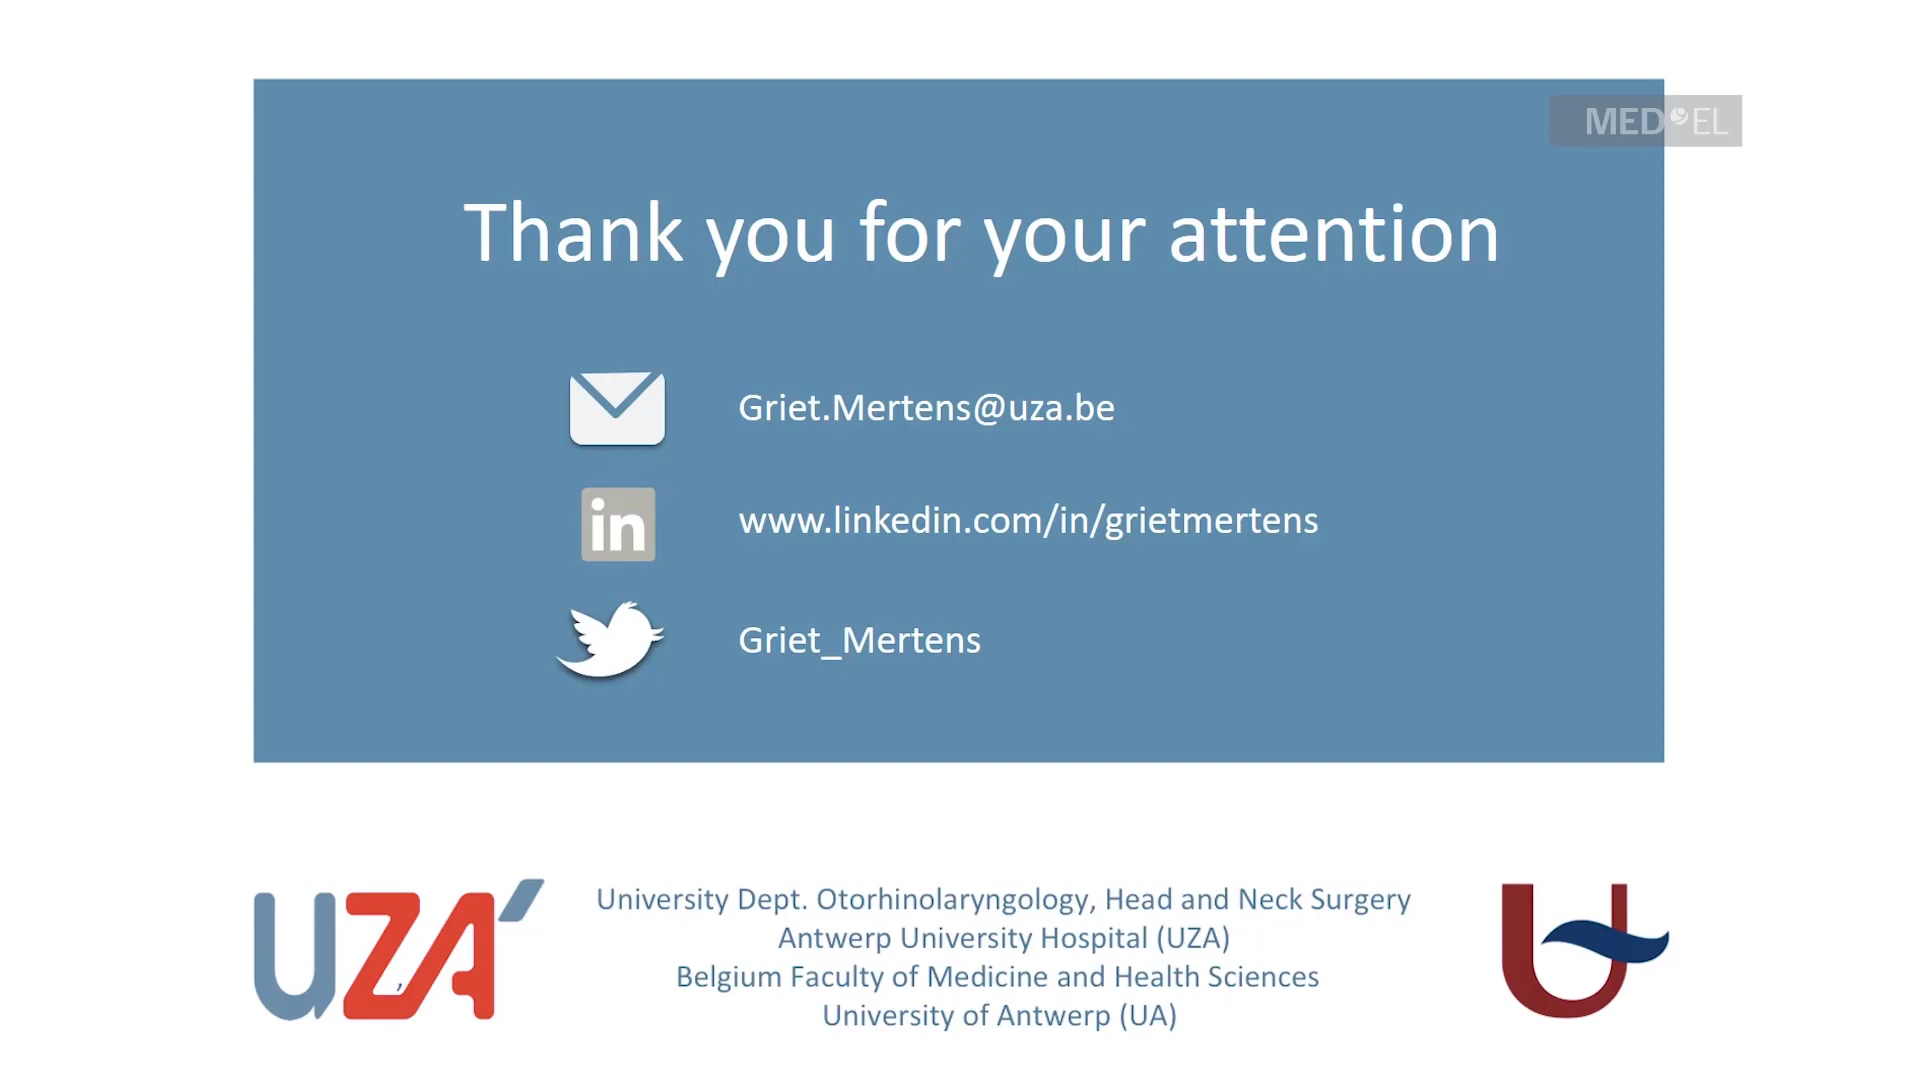 MED EL
Thank you for your attention
Griet.Mertens@uza.be
in
www.linkedin.com/in/grietmertens
Griet_Mertens
UZA'
University Dept. Otorhinolaryngology, Head and Neck Surgery
Antwerp University Hospital (UZA)
Belgium Faculty of Medicine and Health Sciences
University of Antwerp (UA)
U